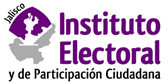 Jalisco
Instituto
Electoral
y de Participación Ciudadana